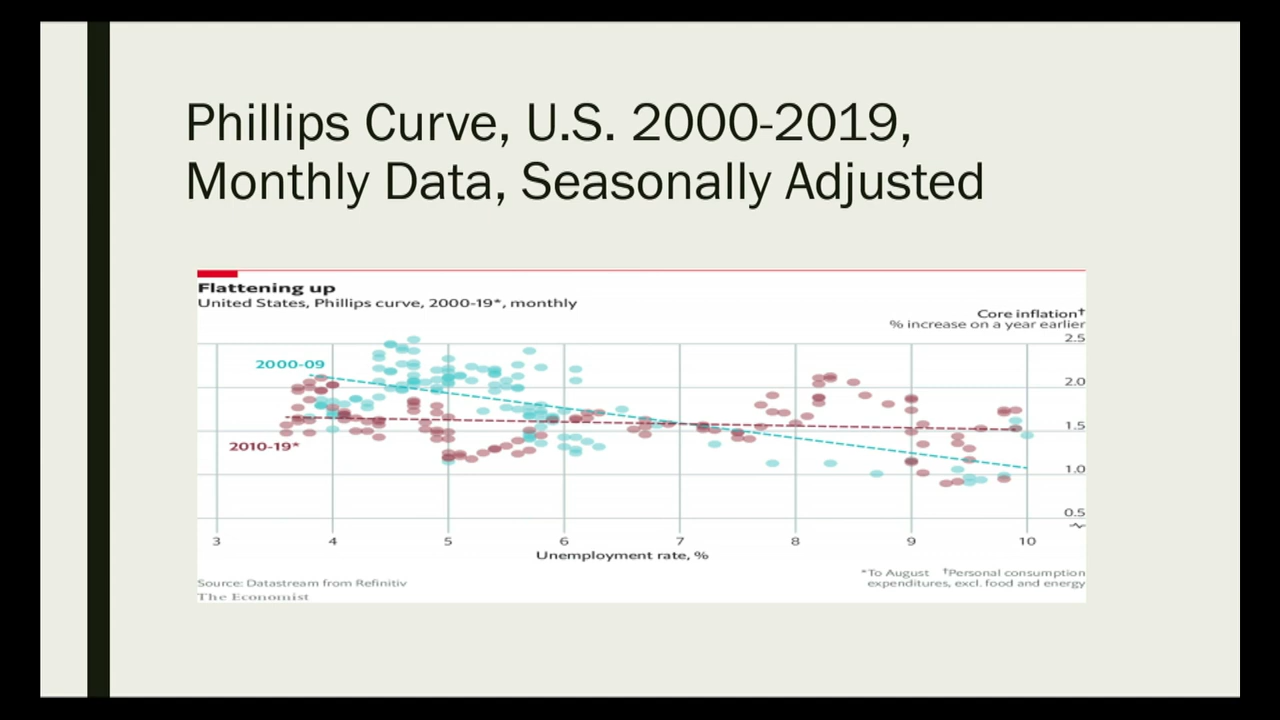 Phillips Curve, U.S. 2000-2019,
Monthly Data, Seasonally Adjusted
Flattening up
United States, Phillips curve, 2000-19*, monthly
Core inflation†
% increase on a year earlier
2.5
2000-09
2.0
1.5
2010-19*
1.0
0.5
3 4 5 6 7 8 9 10
Unemployment rate, %
*To August †Personal consumption
expenditures, excl. food and energy
Source: Datastream from Refinitiv
The Economist